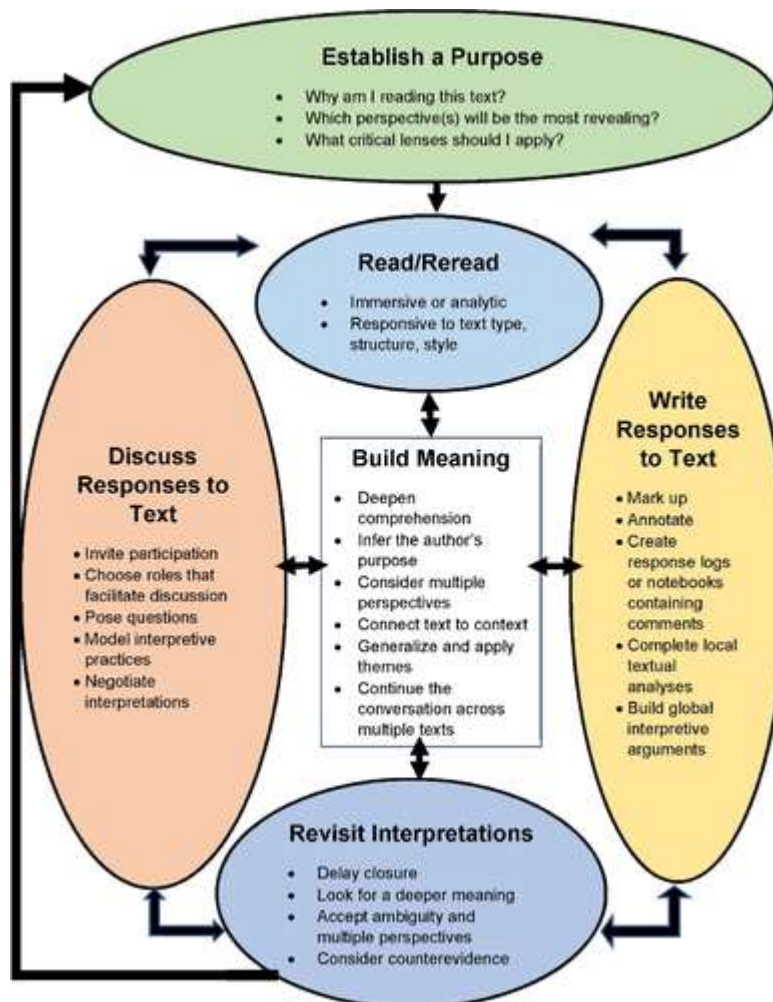 Establish a Purpose
• Why am I reading this text?
• Which perspective(s) will be the most revealing?
• What critical lenses should I apply?
Read/Reread
• Immersive or analytic
• Responsive to text type,
structure, style
Discuss
Responses to
Text
• Invite participation
• Choose roles that
facilitate discussion
• Pose questions
• Model interpretive
practices
• Negotiate
interpretations
Build Meaning
• Deepen
comprehension
• Infer the author's
purpose
• Consider multiple
perspectives
• Connect text to context
• Generalize and apply
themes
• Continue the
conversation across
multiple texts
Write
Responses
to Text
• Mark up
• Annotate
• Create
response logs
or notebooks
containing
comments
• Complete local
textual
analyses
• Build global
interpretive
arguments
Revisit Interpretations
• Delay closure
• Look for a deeper meaning
• Accept ambiguity and
multiple perspectives
• Consider counterevidence